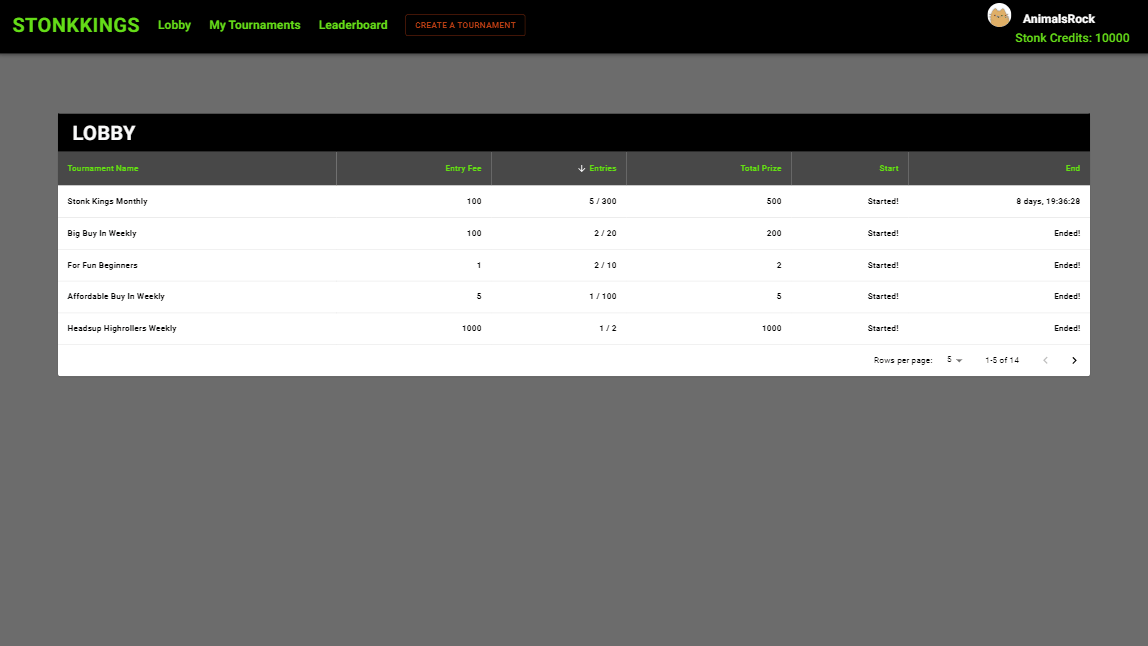 STONKKINGS Lobby My Tournaments Leaderboard CREATE A TOURNAMENT AnimalsRock
Stonk Credits: 10000
LOBBY
Tournament Name Entry Fee Entries Total Prize Start End
Stonk Kings Monthly 100 5 / 300 500 Started! 8 days, 19:36:28
Big Buy In Weekly 100 2 / 20 200 Started! Ended!
For Fun Beginners 1 2 / 10 2 Started! Ended!
Affordable Buy In Weekly 5 1 / 100 5 Started! Ended!
Headsup Highrollers Weekly 1000 1 / 2 1000 Started! Ended!
Rows per page: 5 1-5 of 14